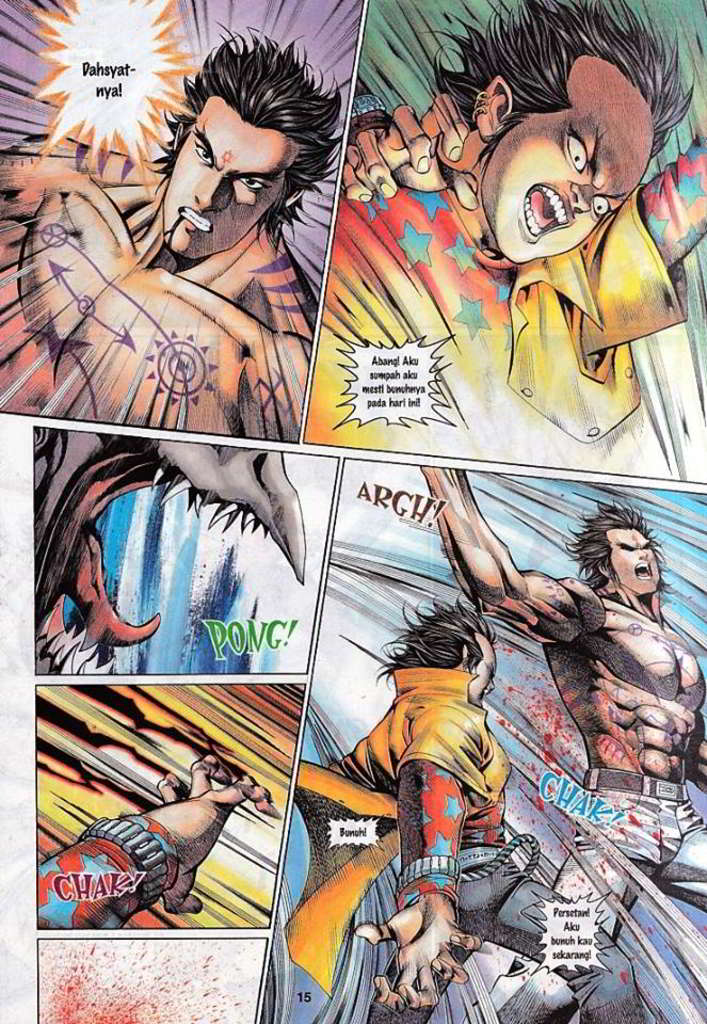 Dahsyat-
nya!
Abang! Aku
sumpah aku
mesti bunuhnya
pada hari ini!
PONG!
ARGH!
CHAK!
CHAK!
Bunuh!
Persetan!
Aku
bunuh kau
sekarang!
15